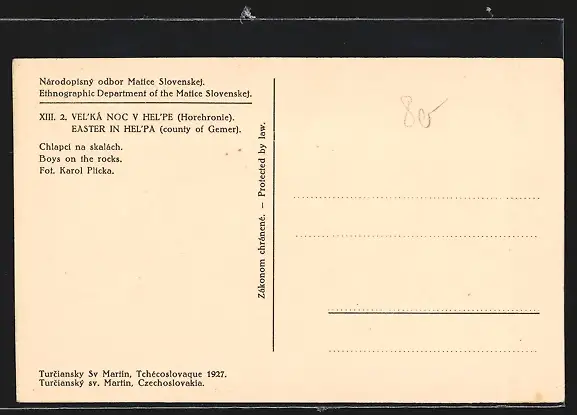 Národopisný odbor Matice Slovenskej.
Ethnographic Department of the Matice Slovenskej.
XIII. 2. VEĽKÁ NOC V HEĽPE (Horehronie).
EASTER IN HEĽPA (county of Gemer).
Chlapci na skalách.
Boys on the rocks.
Fot. Karol Plicka.
Zákonom chránené. — Protected by law.
Turčiansky Sv Martin, Tchécoslovaque 1927.
Turčianský sv. Martin, Czechoslovakia.